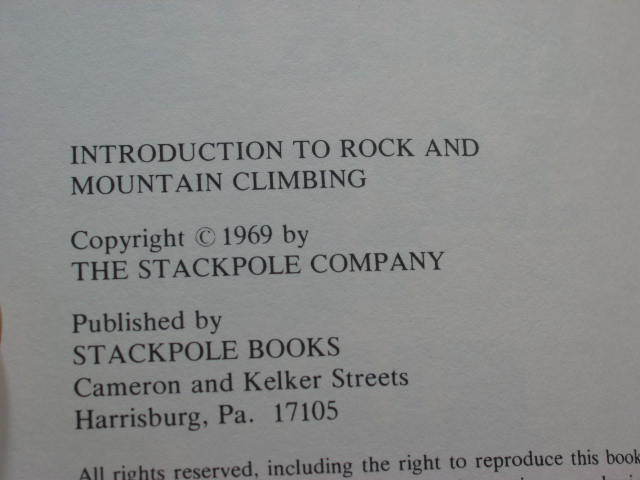 INTRODUCTION TO ROCK AND
MOUNTAIN CLIMBING
Copyright © 1969 by
THE STACKPOLE COMPANY
Published by
STACKPOLE BOOKS
Cameron and Kelker Streets
Harrisburg, Pa. 17105
All rights reserved, including the right to reproduce this book